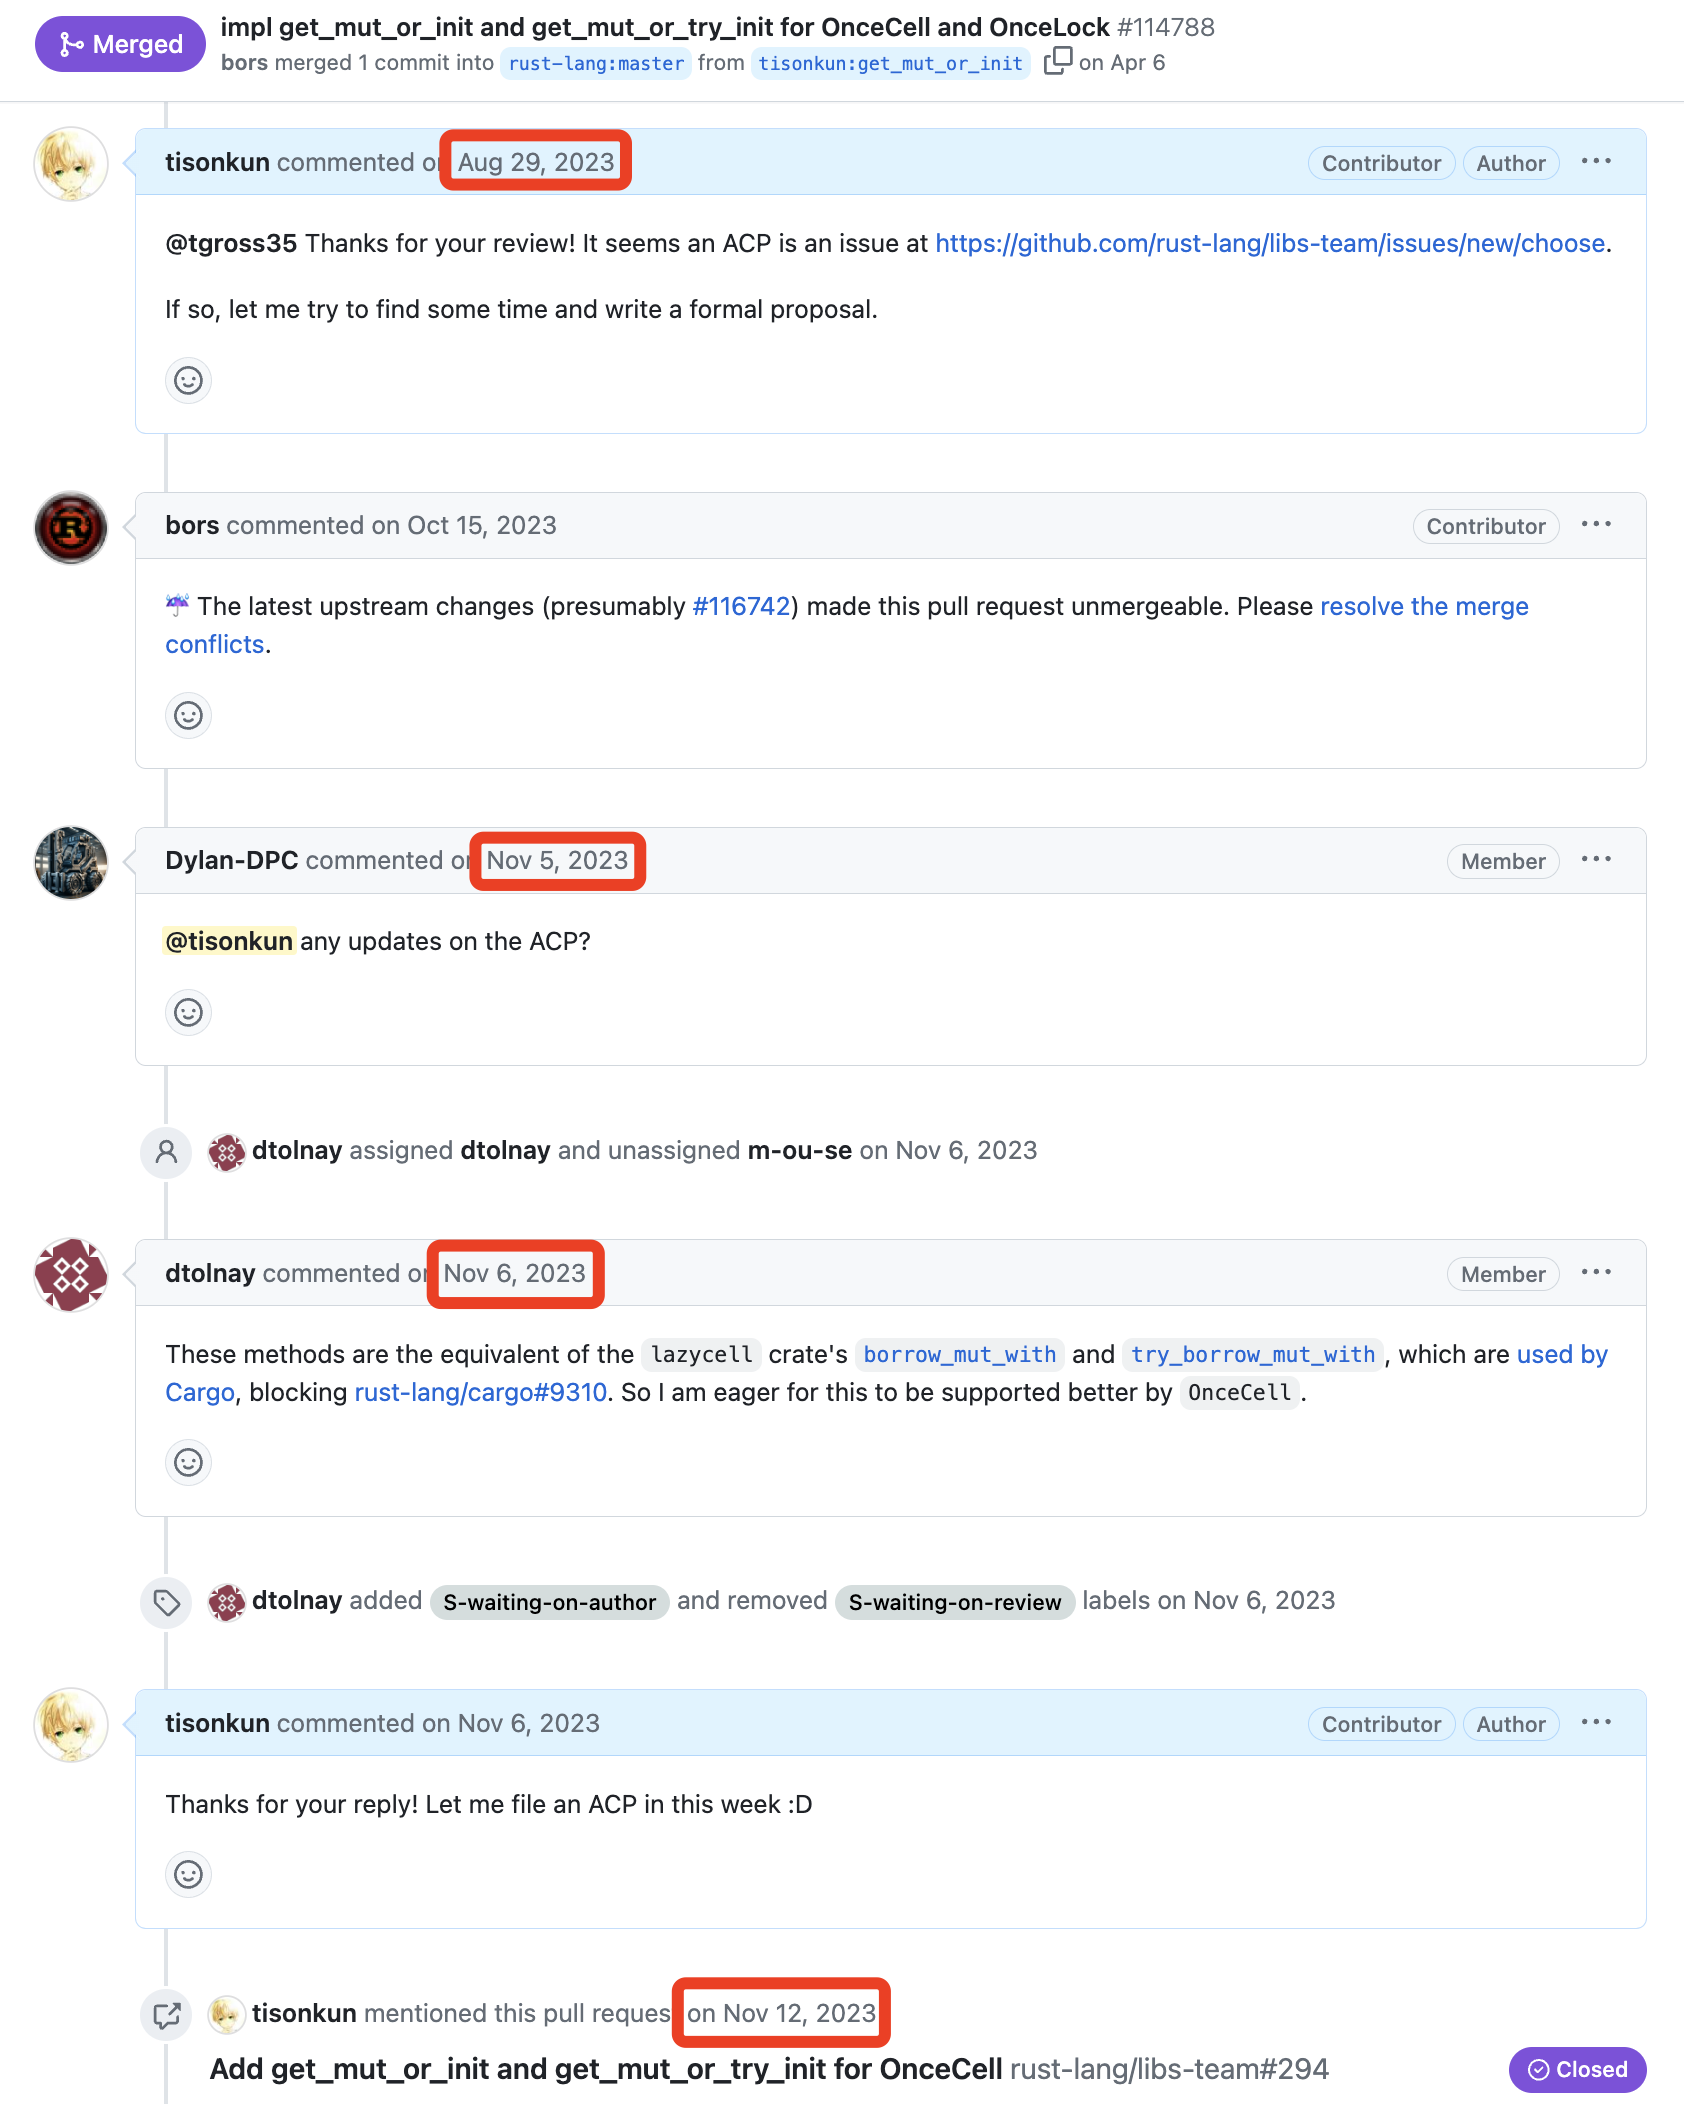 Merged
impl get_mut_or_init and get_mut_or_try_init for OnceCell and OnceLock #114788
bors merged 1 commit into rust-lang:master from tisonkun:get_mut_or_init on Apr 6
tisonkun commented on Aug 29, 2023
Contributor Author ...
@tgross35 Thanks for your review! It seems an ACP is an issue at https://github.com/rust-lang/libs-team/issues/new/choose.
If so, let me try to find some time and write a formal proposal.
bors commented on Oct 15, 2023
Contributor ...
☔ The latest upstream changes (presumably #116742) made this pull request unmergeable. Please resolve the merge
conflicts.
Dylan-DPC commented on Nov 5, 2023
Member ...
@tisonkun any updates on the ACP?
dtolnay assigned dtolnay and unassigned m-ou-se on Nov 6, 2023
dtolnay commented on Nov 6, 2023
Member ...
These methods are the equivalent of the lazycell crate's borrow_mut_with and try_borrow_mut_with, which are used by
Cargo, blocking rust-lang/cargo#9310. So I am eager for this to be supported better by OnceCell.
dtolnay added S-waiting-on-author and removed S-waiting-on-review labels on Nov 6, 2023
tisonkun commented on Nov 6, 2023
Contributor Author ...
Thanks for your reply! Let me file an ACP in this week :D
tisonkun mentioned this pull reques on Nov 12, 2023
Add get_mut_or_init and get_mut_or_try_init for OnceCell rust-lang/libs-team#294
Closed